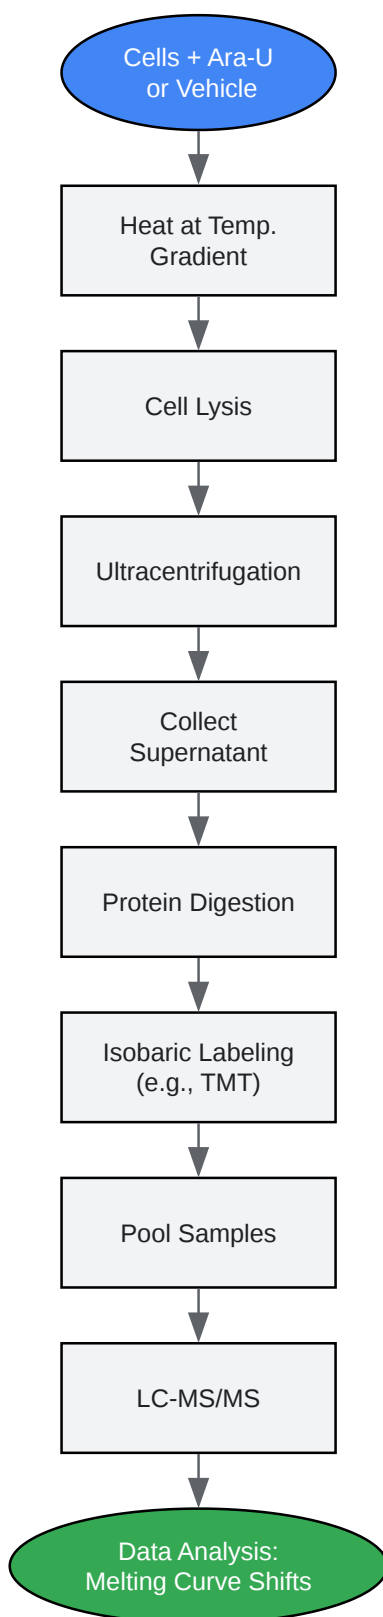 Cells + Ara-U
or Vehicle
Heat at Temp.
Gradient
Cell Lysis
Ultracentrifugation
Collect
Supernatant
Protein Digestion
Isobaric Labeling
(e.g., TMT)
Pool Samples
LC-MS/MS
Data Analysis:
Melting Curve Shifts